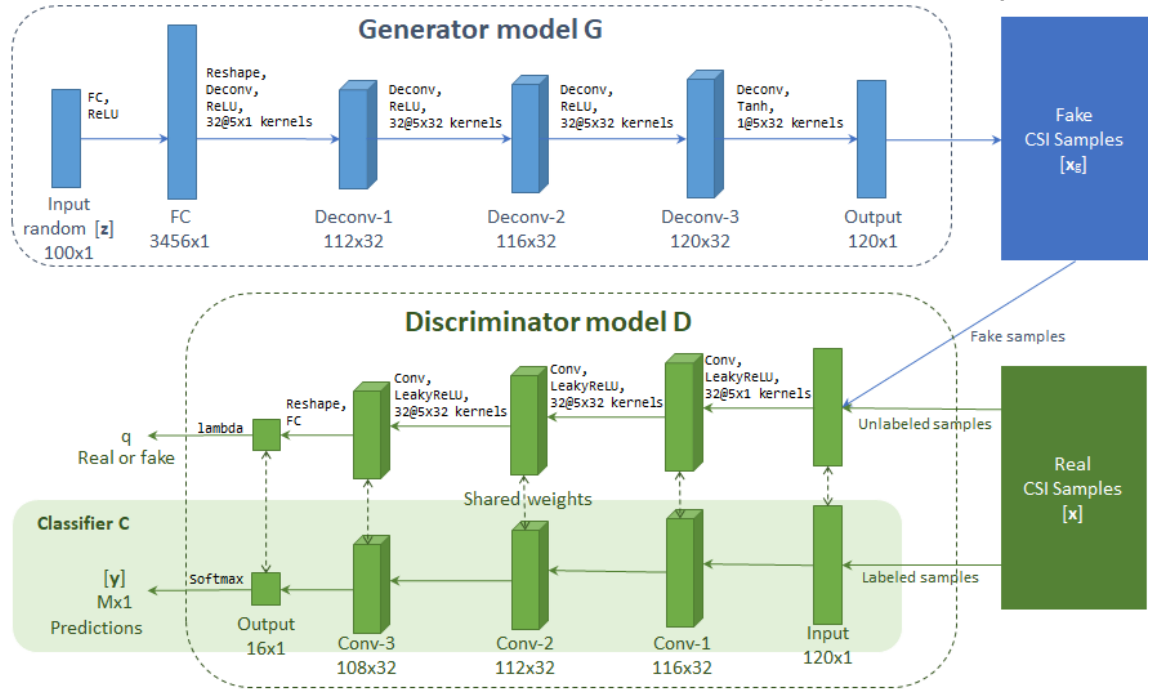 Generator model G
FC,
ReLU
Reshape,
Deconv,
ReLU,
32@5x1 kernels
Deconv,
ReLU,
32@5x32 kernels
Deconv,
ReLU,
32@5x32 kernels
Deconv,
Tanh,
1@5x32 kernels
Input
random [z]
100x1
FC
3456x1
Deconv-1
112x32
Deconv-2
116x32
Deconv-3
120x32
Output
120x1
Fake
CSI Samples
[xg]
Discriminator model D
Fake samples
Conv,
LeakyReLU,
32@5x1 kernels
Conv,
LeakyReLU,
32@5x32 kernels
Conv,
LeakyReLU,
32@5x32 kernels
Reshape,
FC
lambda
q
Real or fake
Unlabeled samples
Real
CSI Samples
[x]
Shared weights
Classifier C
Softmax
[y]
Mx1
Predictions
Labeled samples
Output
16x1
Conv-3
108x32
Conv-2
112x32
Conv-1
116x32
Input
120x1